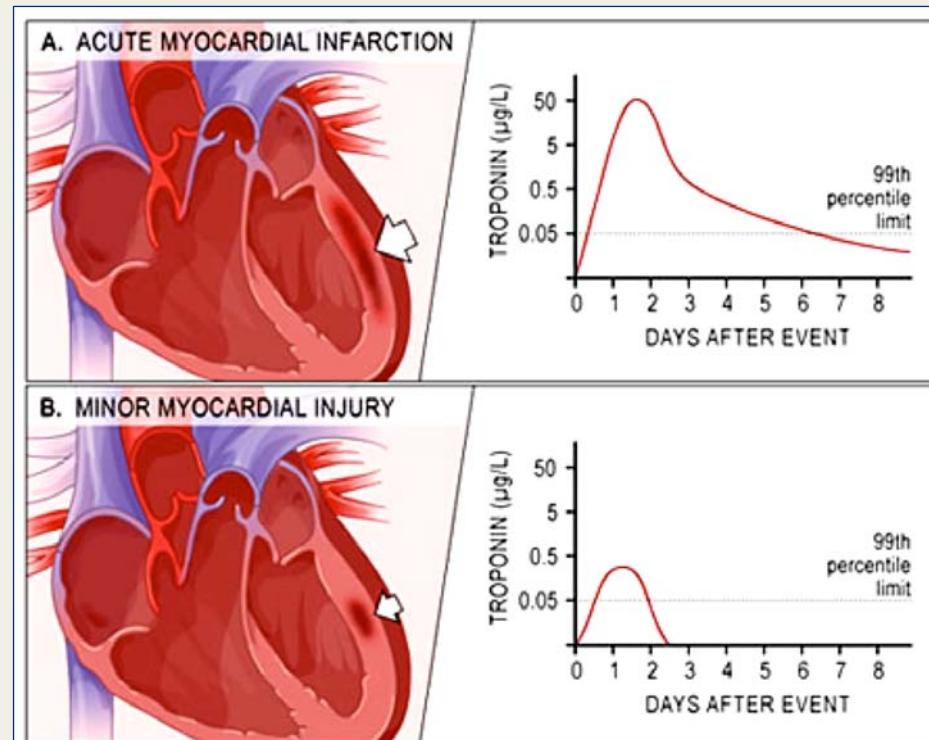 A. ACUTE MYOCARDIAL INFARCTION
TROPONIN (µg/L)
50
5
0.5
0.05
99th
percentile
limit
0 1 2 3 4 5 6 7 8
DAYS AFTER EVENT
B. MINOR MYOCARDIAL INJURY
TROPONIN (µg/L)
50
5
0.5
0.05
99th
percentile
limit
0 1 2 3 4 5 6 7 8
DAYS AFTER EVENT